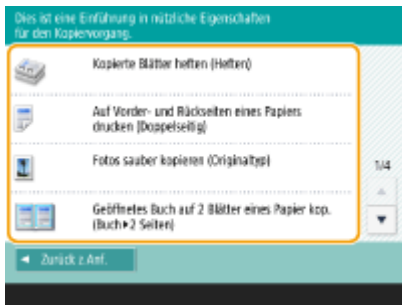 Dies ist eine Einführung in nützliche Eigenschaften
für den Kopiervorgang.
Kopierte Blätter heften (Heften)
Auf Vorder- und Rückseiten eines Papiers
drucken (Doppelseitig)
Fotos sauber kopieren (Originaltyp)
1/4
Geöffnetes Buch auf 2 Blätter eines Papier kop.
(Buch▸2 Seiten)
◄ Zurück z.Anf.